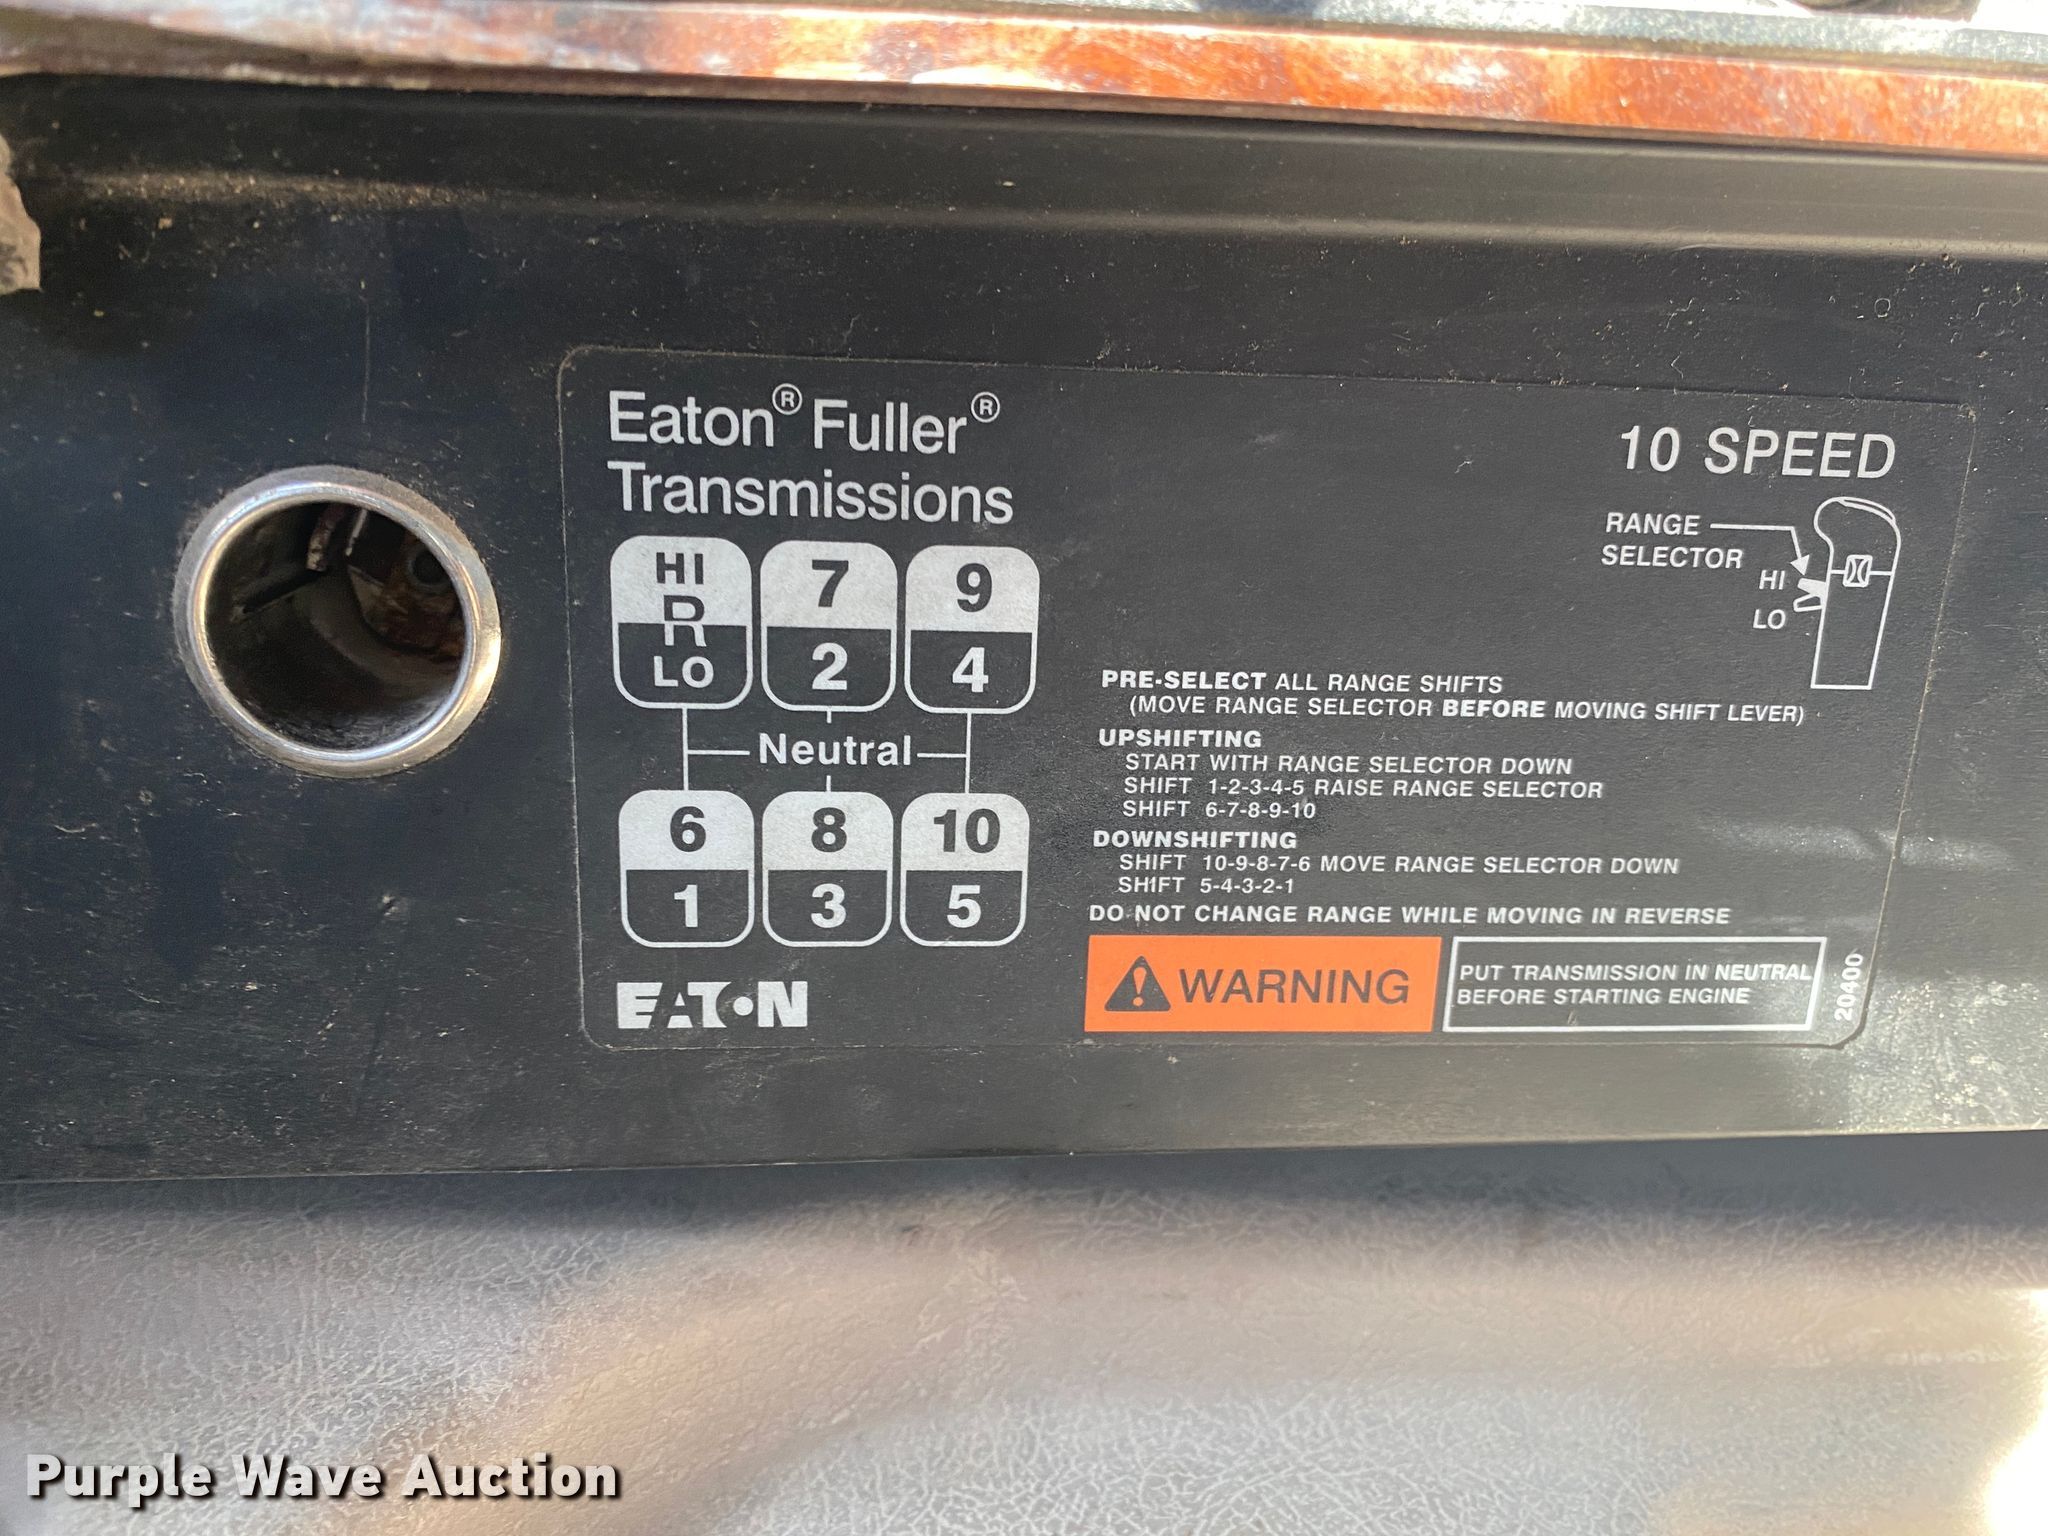 Eaton® Fuller®
Transmissions
10 SPEED
RANGE
SELECTOR
HI
LO
HI 7 9
R
LO 2 4
Neutral
6 8 10
1 3 5
PRE-SELECT ALL RANGE SHIFTS
(MOVE RANGE SELECTOR BEFORE MOVING SHIFT LEVER)
UPSHIFTING
START WITH RANGE SELECTOR DOWN
SHIFT 1-2-3-4-5 RAISE RANGE SELECTOR
SHIFT 6-7-8-9-10
DOWNSHIFTING
SHIFT 10-9-8-7-6 MOVE RANGE SELECTOR DOWN
SHIFT 5-4-3-2-1
DO NOT CHANGE RANGE WHILE MOVING IN REVERSE
WARNING
PUT TRANSMISSION IN NEUTRAL
BEFORE STARTING ENGINE
20400
EATON
Purple Wave Auction